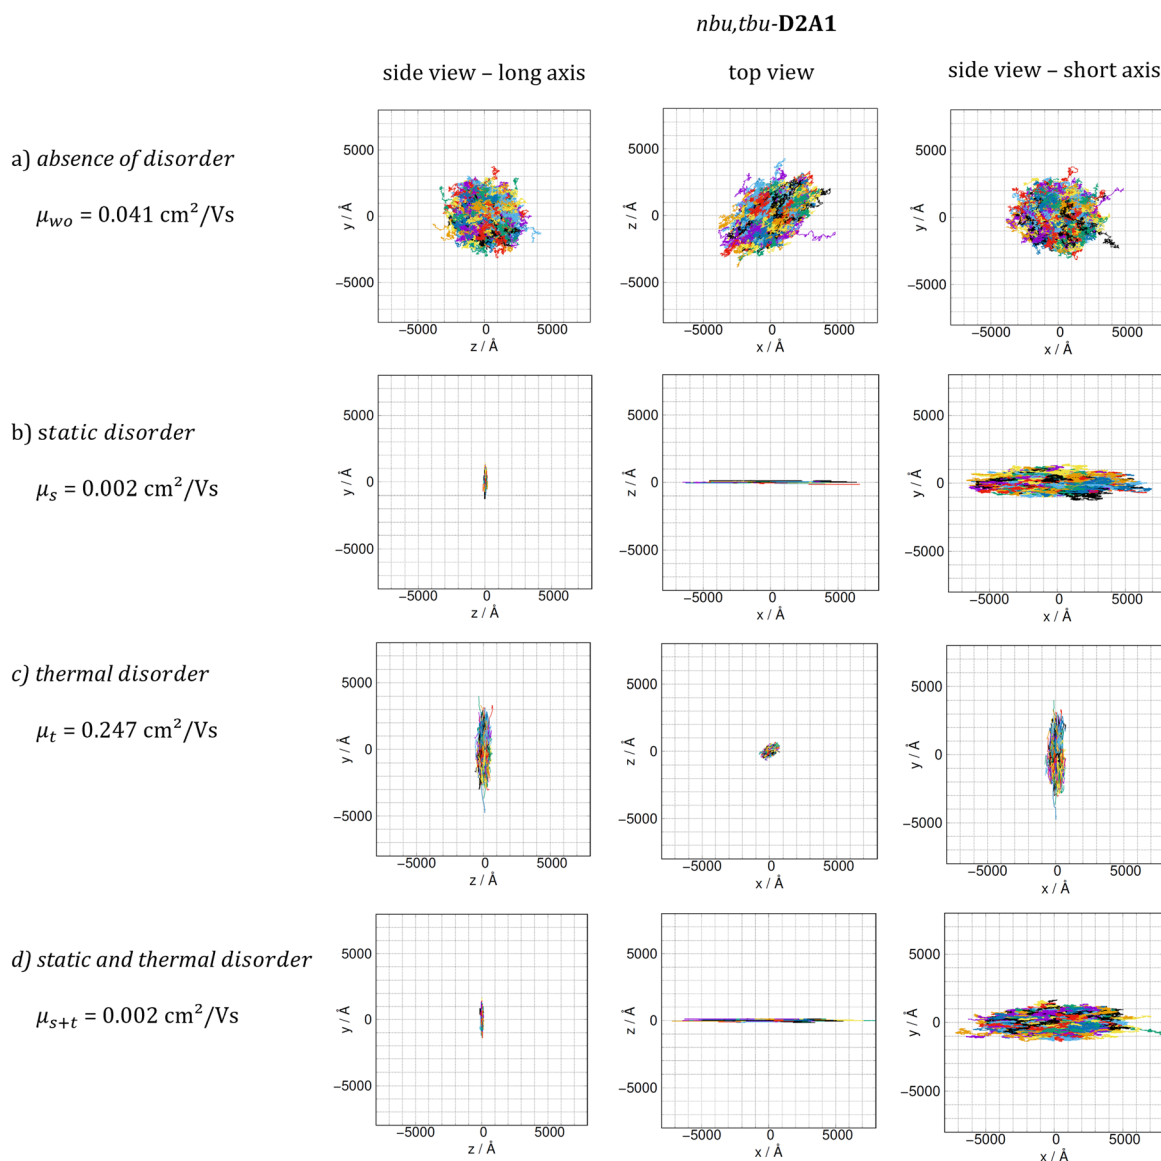 nbu,tbu-D2A1
side view – long axis
top view
side view – short axis
a) absence of disorder
μwo = 0.041 cm²/Vs
5000
0
−5000
y / Å
−5000 0 5000
z / Å
5000
0
−5000
z / Å
−5000 0 5000
x / Å
5000
0
−5000
y / Å
−5000 0 5000
x / Å
b) static disorder
μs = 0.002 cm²/Vs
5000
0
−5000
y / Å
−5000 0 5000
z / Å
5000
0
−5000
z / Å
−5000 0 5000
x / Å
5000
0
−5000
y / Å
−5000 0 5000
x / Å
c) thermal disorder
μt = 0.247 cm²/Vs
5000
0
−5000
y / Å
−5000 0 5000
z / Å
5000
0
−5000
z / Å
−5000 0 5000
x / Å
5000
0
−5000
y / Å
−5000 0 5000
x / Å
d) static and thermal disorder
μs+t = 0.002 cm²/Vs
5000
0
−5000
y / Å
−5000 0 5000
z / Å
5000
0
−5000
z / Å
−5000 0 5000
x / Å
5000
0
−5000
y / Å
−5000 0 5000
x / Å